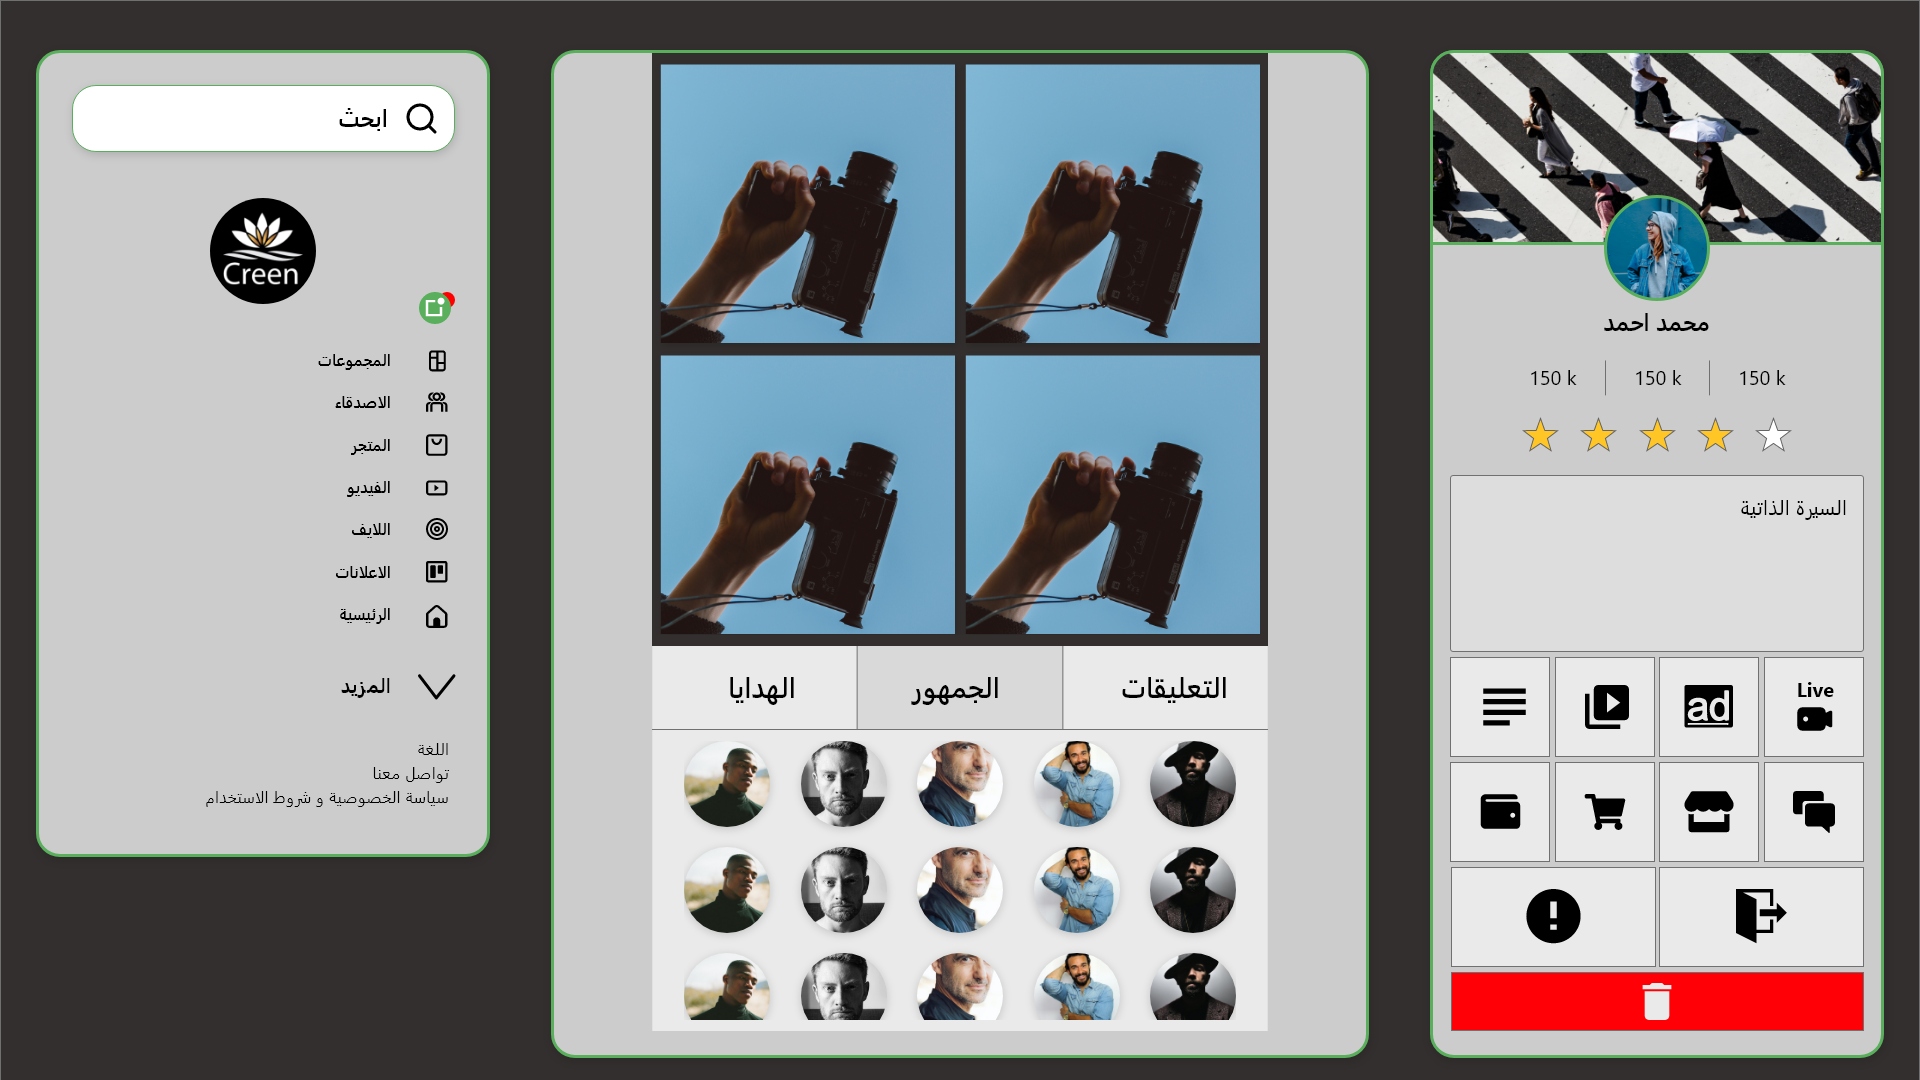 ابحث
Creen
المجموعات
الاصدقاء
المتجر
الفيديو
اللايف
الاعلانات
الرئيسية
المزيد
اللغة
تواصل معنا
سياسة الخصوصية و شروط الاستخدام
التعليقات
الجمهور
الهدايا
محمد احمد
150 k
150 k
150 k
السيرة الذاتية
ad
Live